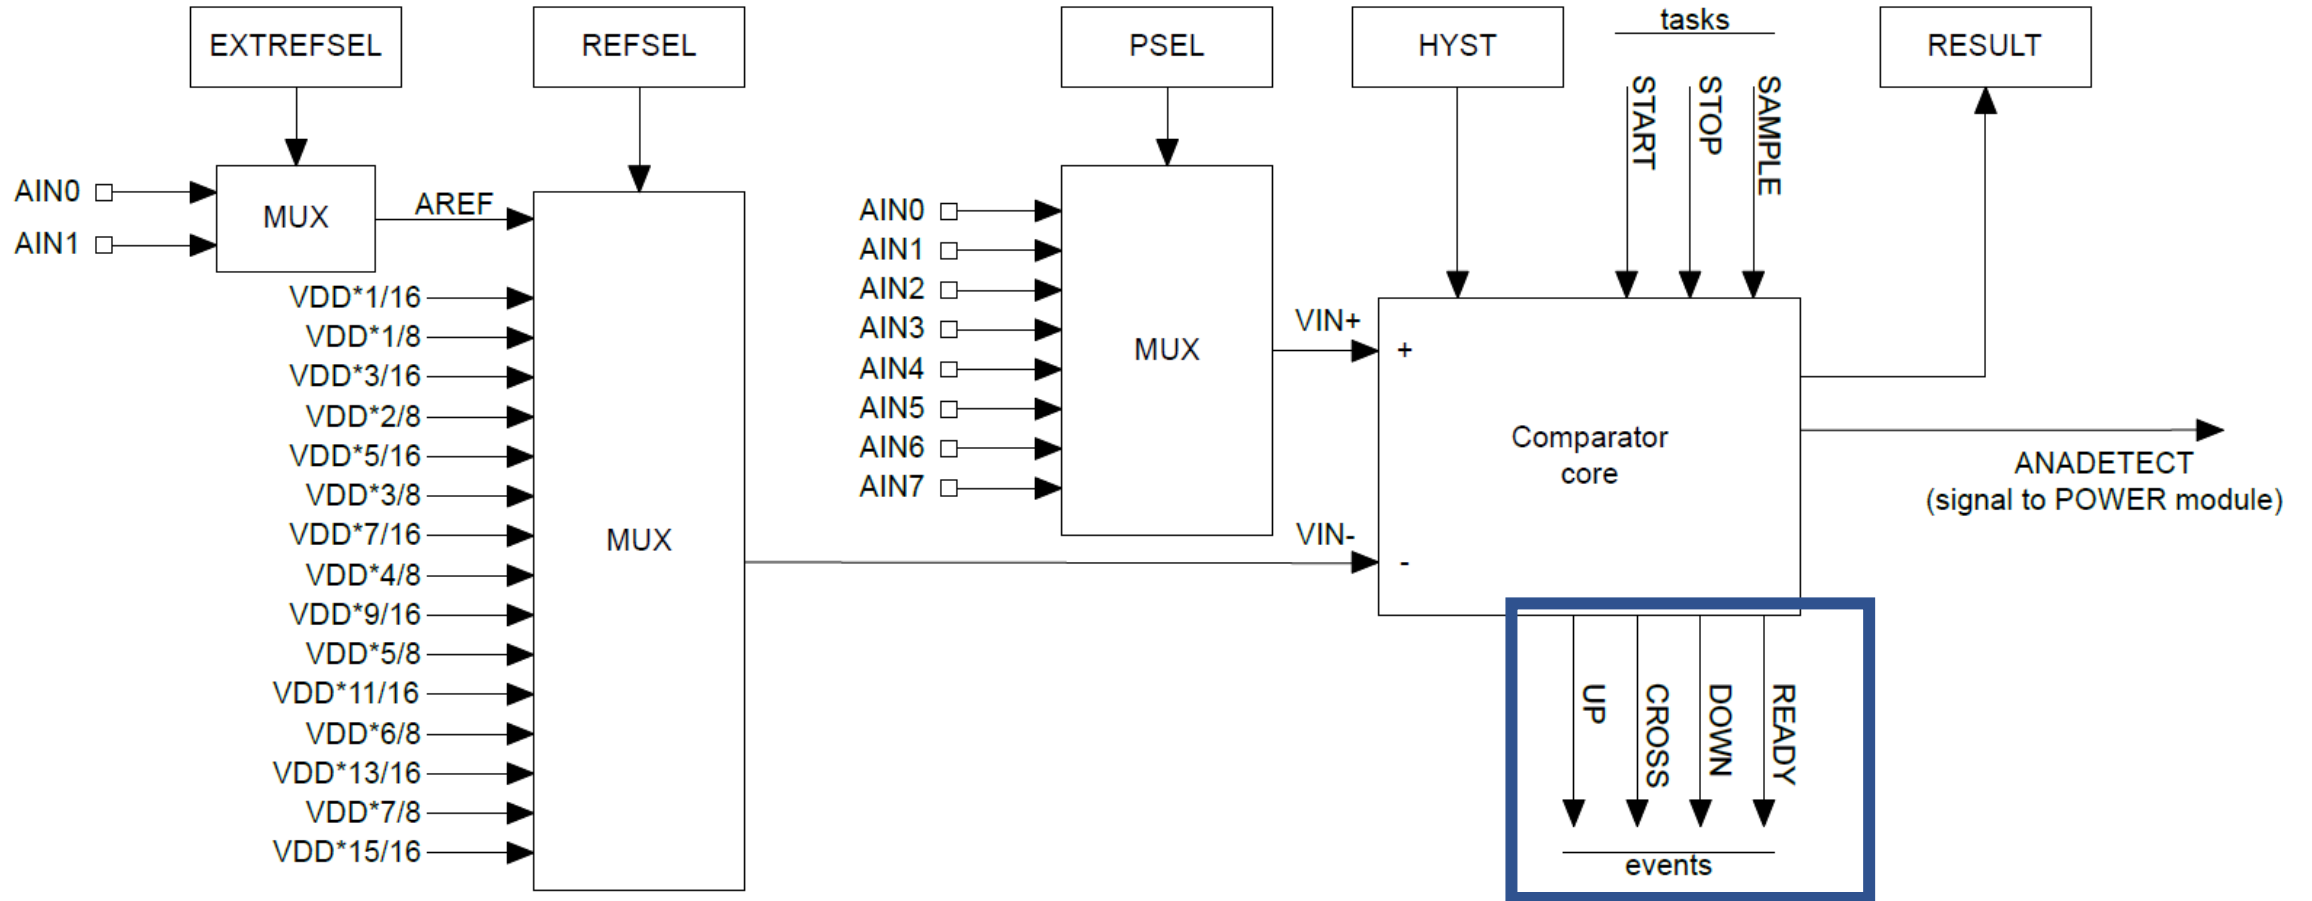 EXTREFSEL
REFSEL
PSEL
HYST
tasks
START
STOP
SAMPLE
RESULT
AIN0
AIN1
MUX
AREF
VDD*1/16
VDD*1/8
VDD*3/16
VDD*2/8
VDD*5/16
VDD*3/8
VDD*7/16
VDD*4/8
VDD*9/16
VDD*5/8
VDD*11/16
VDD*6/8
VDD*13/16
VDD*7/8
VDD*15/16
MUX
AIN0
AIN1
AIN2
AIN3
AIN4
AIN5
AIN6
AIN7
MUX
VIN+
VIN-
+
-
Comparator
core
ANADETECT
(signal to POWER module)
UP
CROSS
DOWN
READY
events